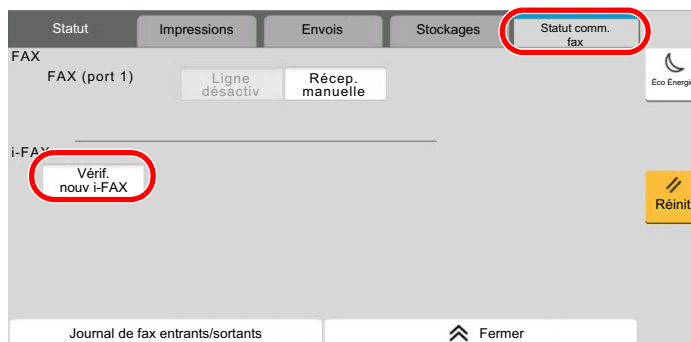 Statut
Impressions
Envois
Stockages
Statut comm.
fax
FAX
FAX (port 1)
Ligne
désactiv
Récep.
manuelle
Éco Énergi
i-FAX
Vérif.
nouv i-FAX
Réinit
Journal de fax entrants/sortants
Fermer